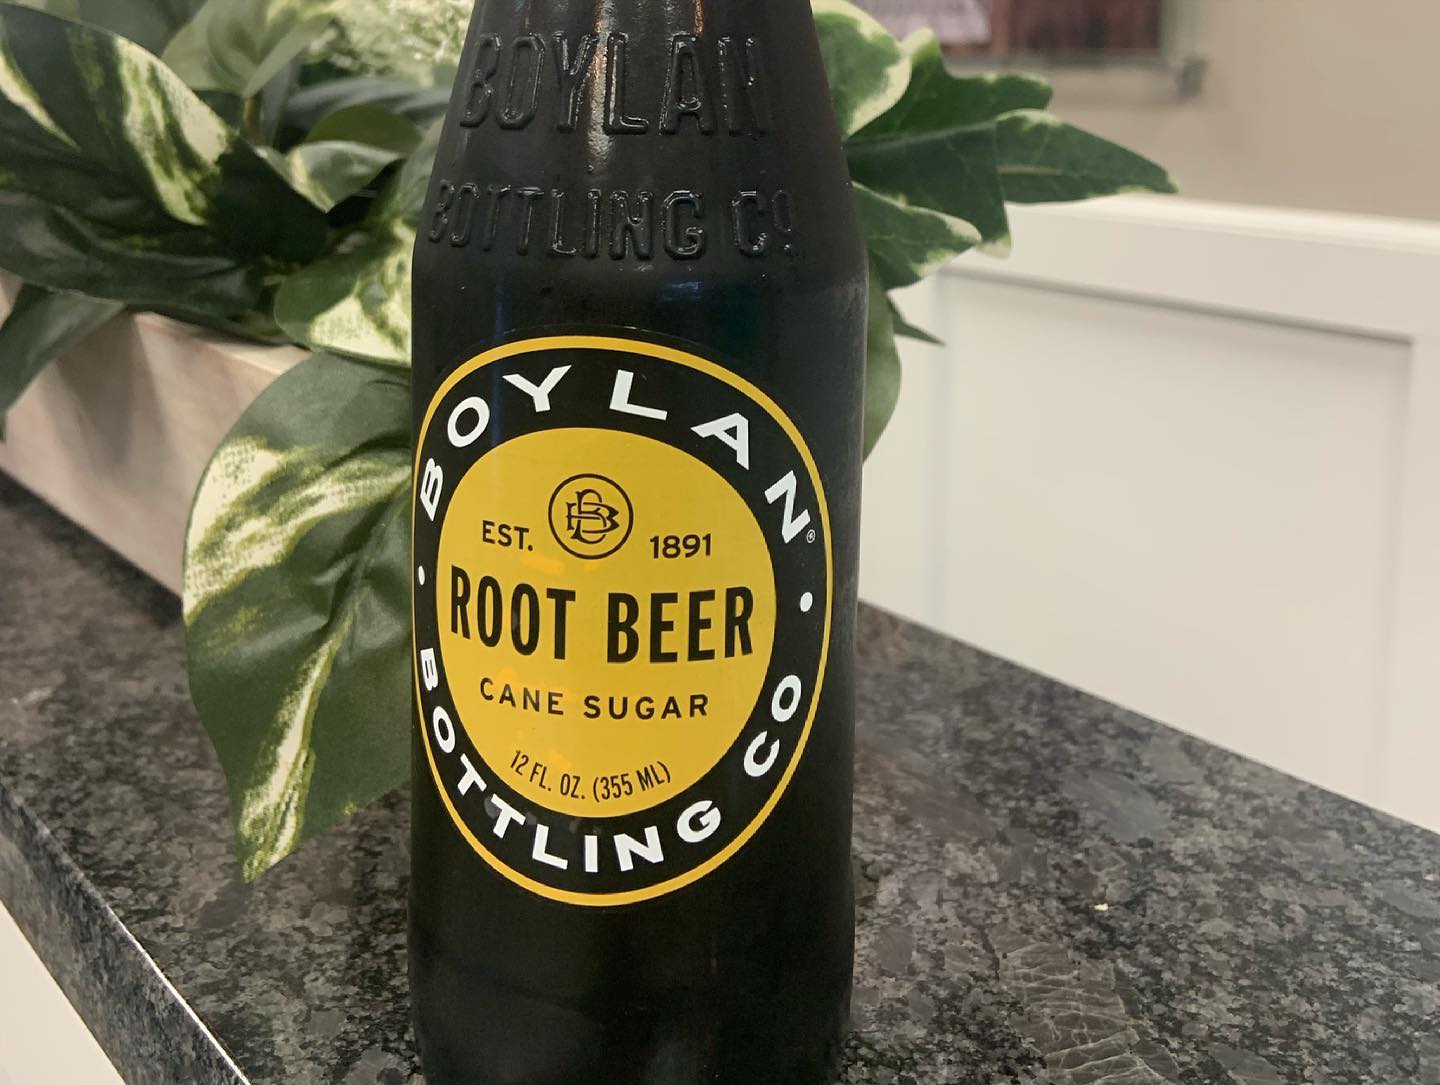 BOYLAN
BOTTLING CO.
BOYLAN®
EST. 1891
ROOT BEER
CANE SUGAR
12 FL. OZ. (355 ML)
BOTTLING CO